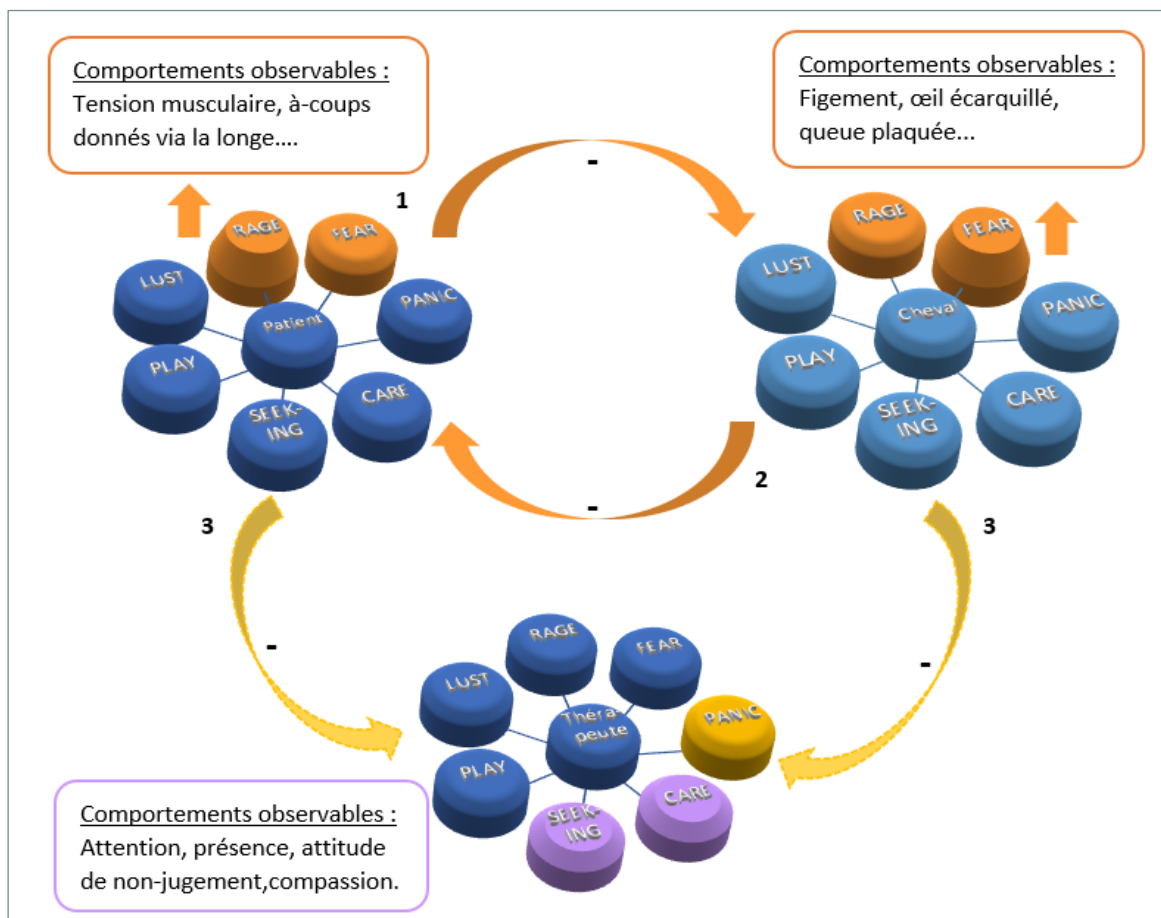 Comportements observables :
Tension musculaire, à-coups
donnés via la longe....
Comportements observables :
Figement, œil écarquillé,
queue plaquée...
-
1
RAGE
FEAR
LUST
PANIC
Patient
PLAY
CARE
SEEK-
ING
RAGE
FEAR
LUST
PANIC
Cheval
PLAY
CARE
SEEK-
ING
2
-
3
3
-
-
RAGE
FEAR
LUST
PANIC
Théra-
peute
PLAY
CARE
SEEK-
ING
Comportements observables :
Attention, présence, attitude
de non-jugement,compassion.